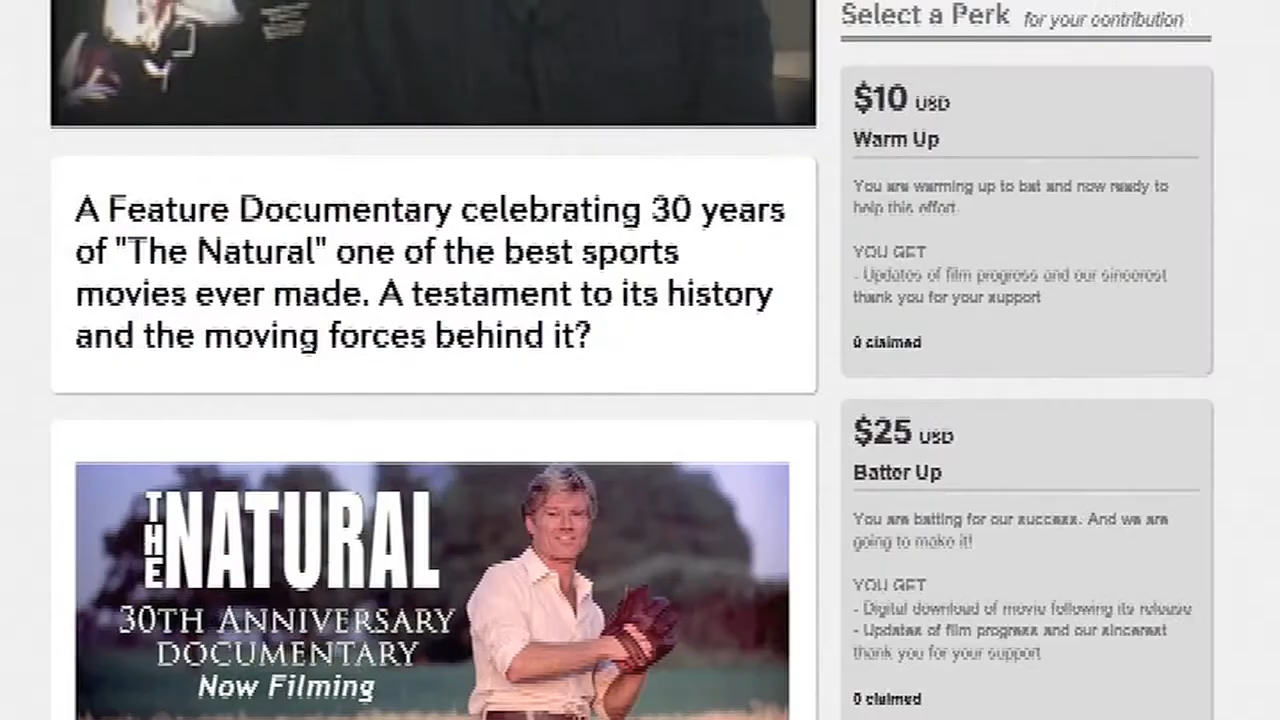 Select a Perk for your contribution
$10 USD
Warm Up
You are warming up to bat and now ready to
help this effort.
YOU GET
- Updates of film progress and our sincerest
thank you for your support
0 claimed
A Feature Documentary celebrating 30 years
of "The Natural" one of the best sports
movies ever made. A testament to its history
and the moving forces behind it?
$25 USD
Batter Up
You are batting for our success. And we are
going to make it!
YOU GET
- Digital download of movie following its release
- Updates of film progress and our sincerest
thank you for your support
0 claimed
THE NATURAL
30TH ANNIVERSARY
DOCUMENTARY
Now Filming